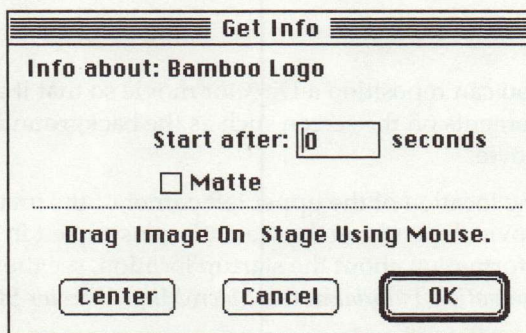 Get Info
Info about: Bamboo Logo
Start after: 0 seconds
Matte
Drag Image On Stage Using Mouse.
Center Cancel OK